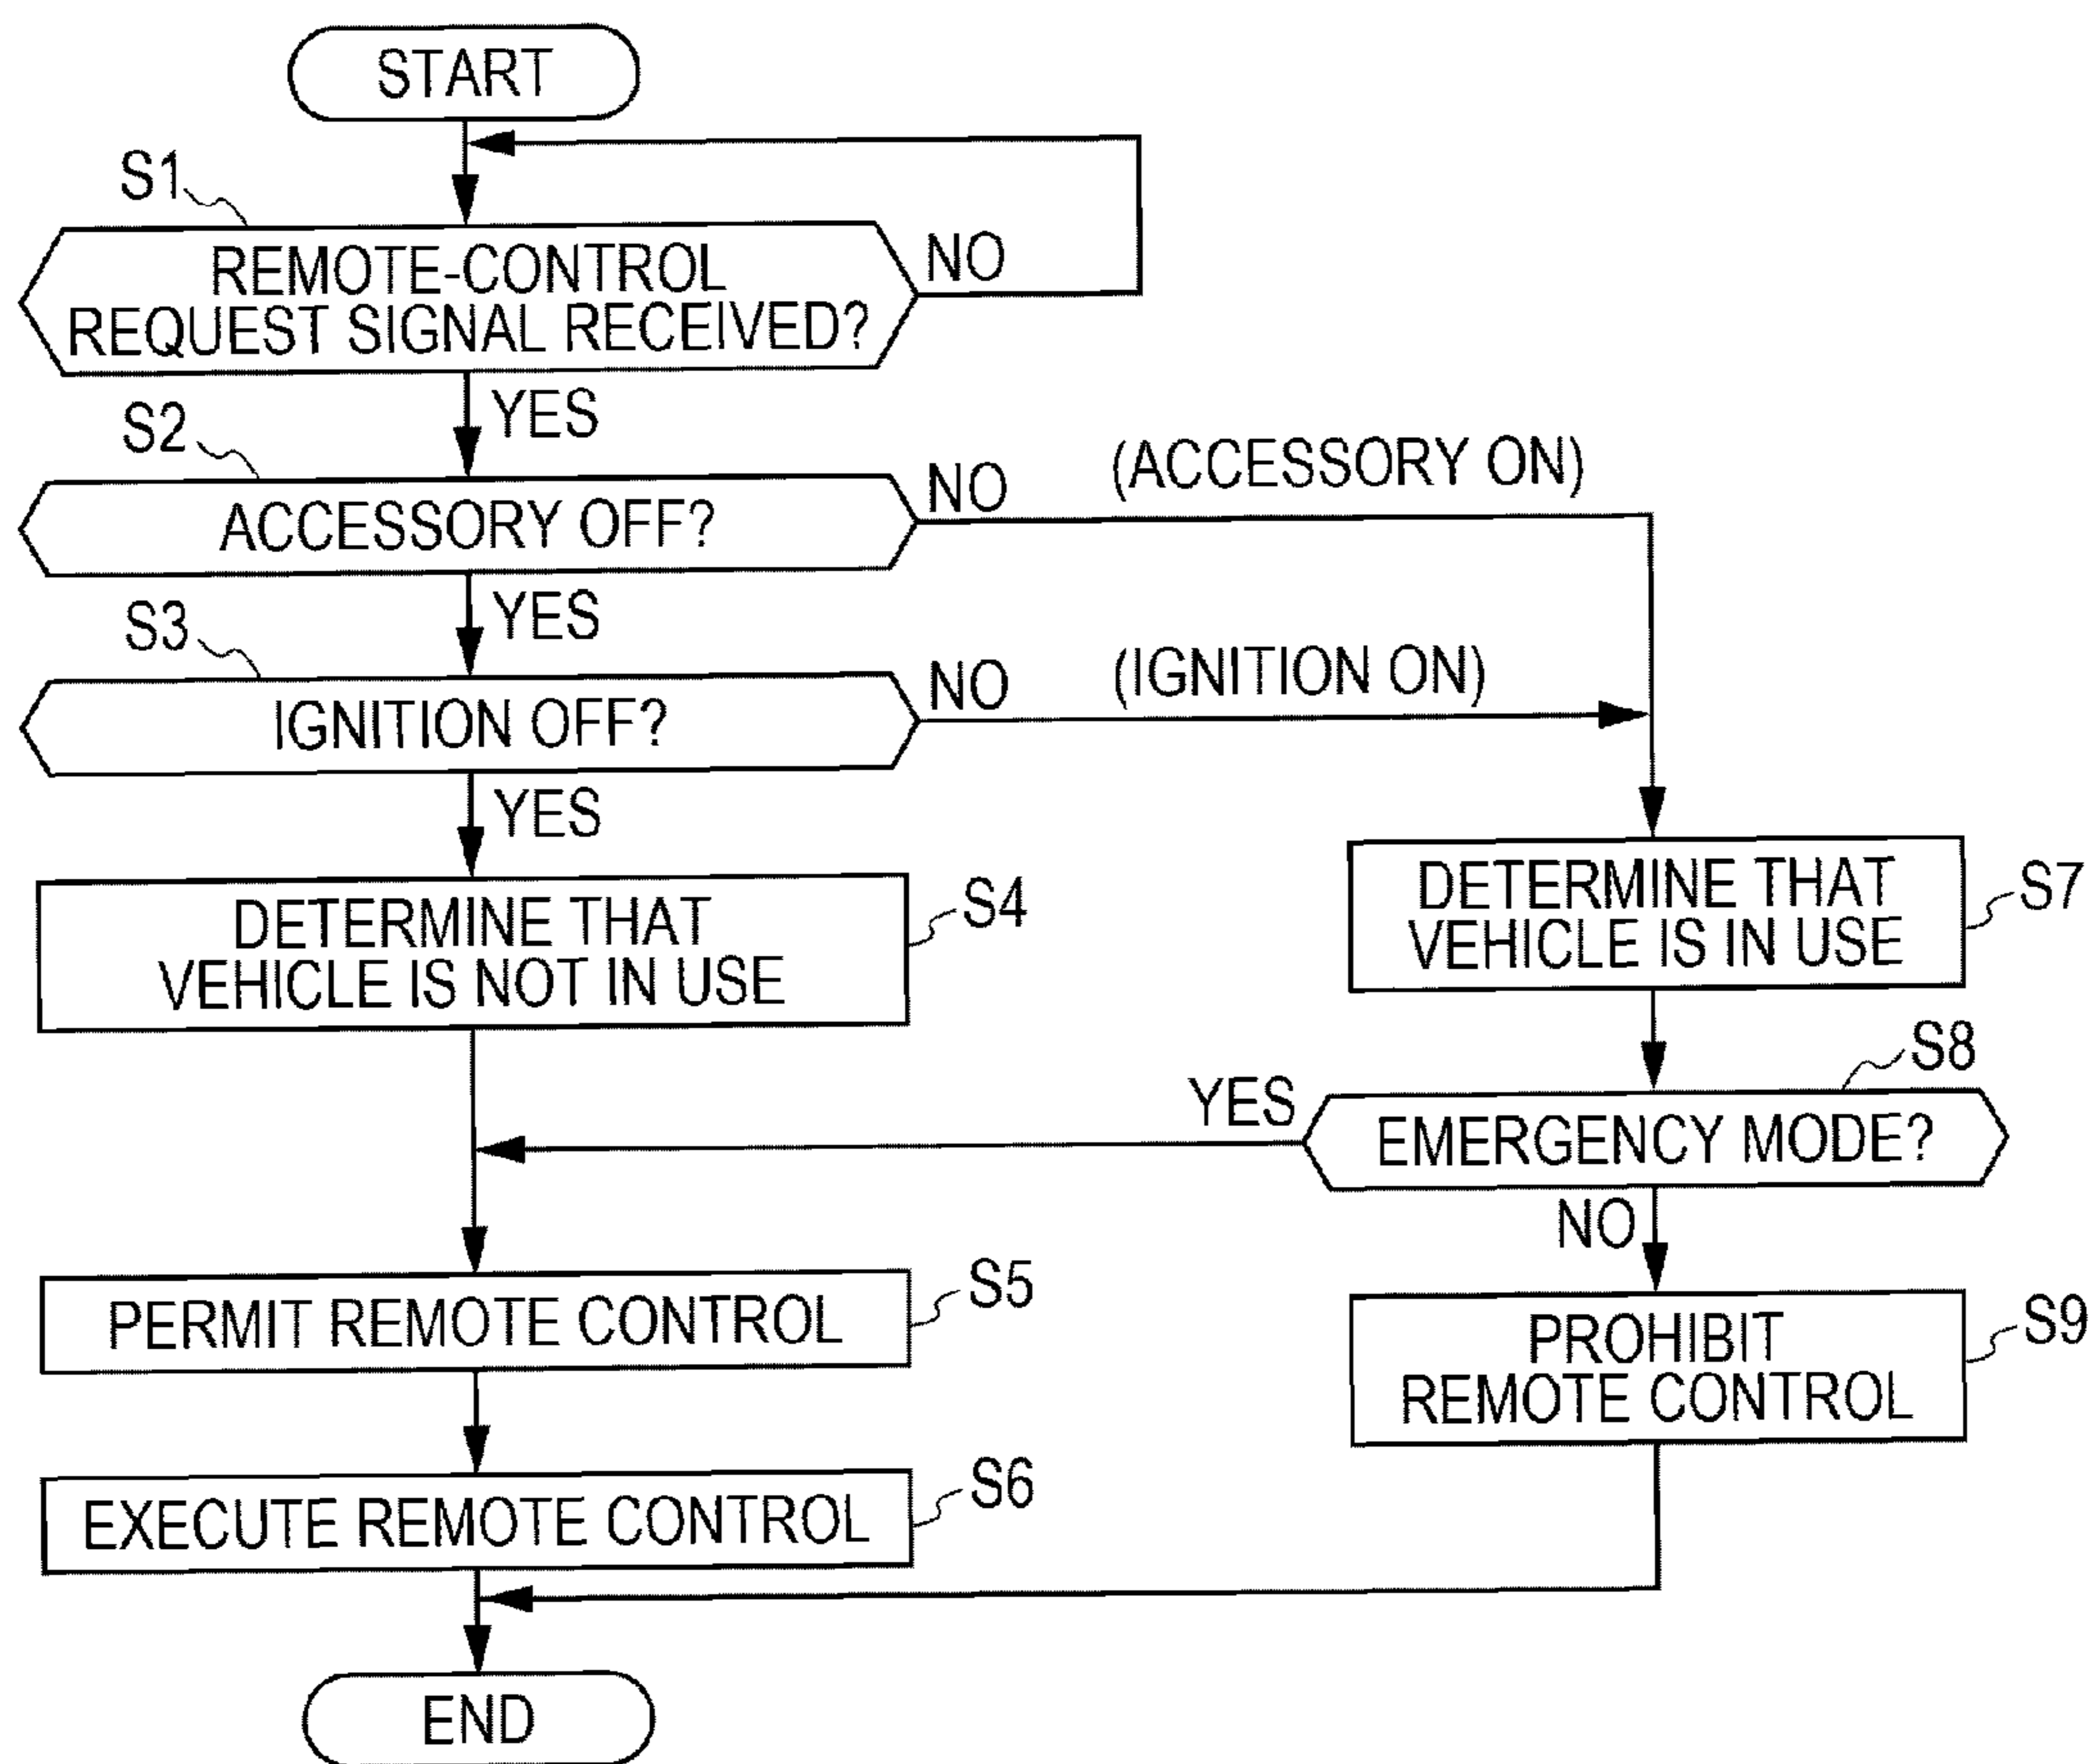 START
S1
REMOTE-CONTROL
REQUEST SIGNAL RECEIVED?
NO
YES
S2
ACCESSORY OFF?
NO
(ACCESSORY ON)
YES
S3
IGNITION OFF?
NO
(IGNITION ON)
YES
DETERMINE THAT
VEHICLE IS NOT IN USE
S4
DETERMINE THAT
VEHICLE IS IN USE
S7
S8
EMERGENCY MODE?
YES
NO
PERMIT REMOTE CONTROL
S5
PROHIBIT
REMOTE CONTROL
S9
EXECUTE REMOTE CONTROL
S6
END